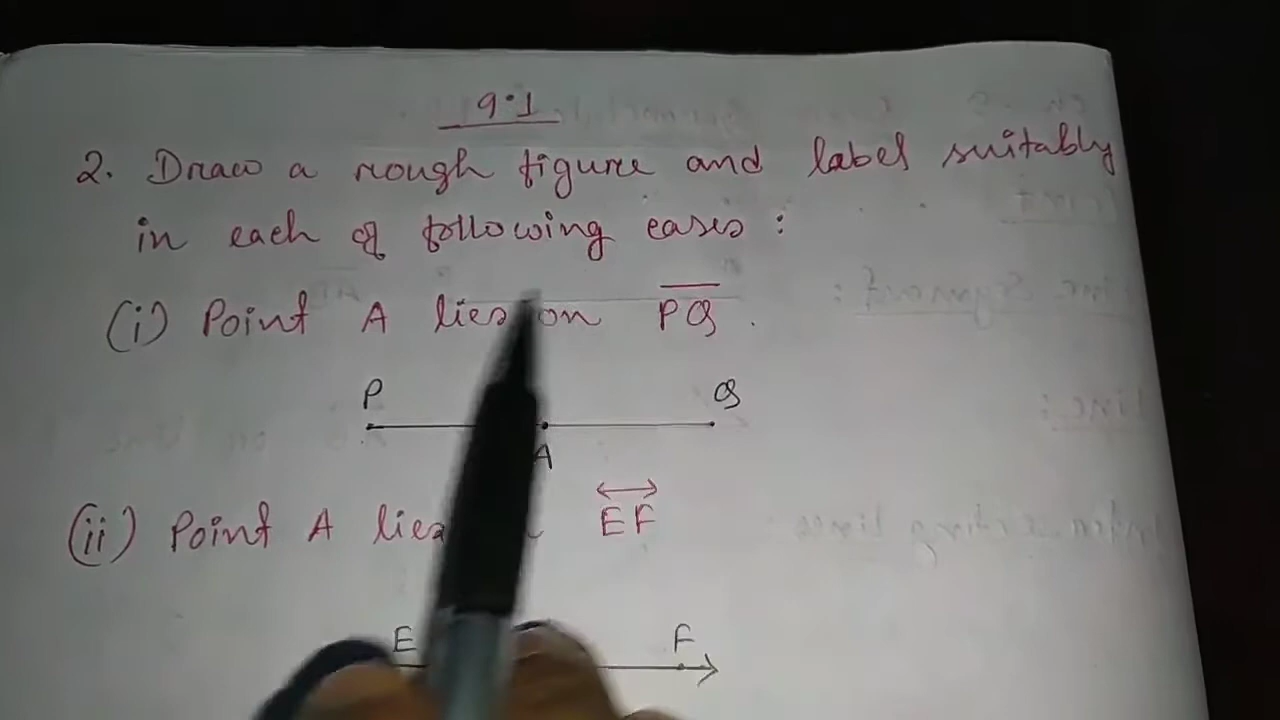 9.1
2. Draw a rough figure and label suitably
in each of following cases :
(i) Point A lies on PQ .
P Q
A
(ii) Point A lies EF
E F